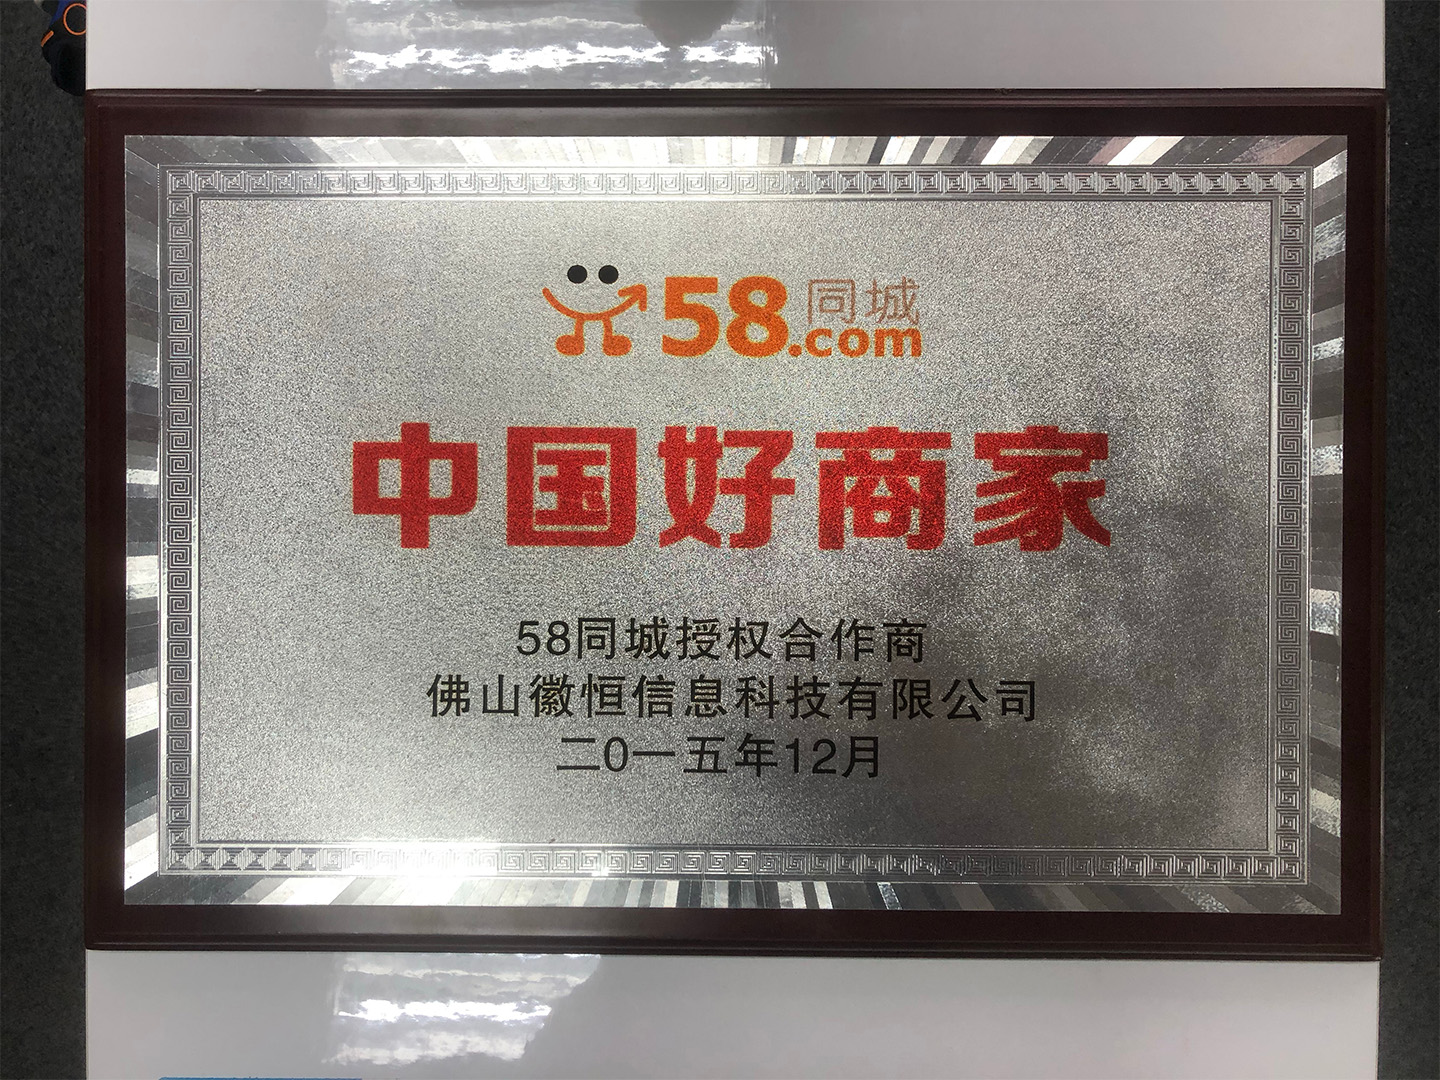 58同城
.com
中国好商家
58同城授权合作商
佛山徽恒信息科技有限公司
二0一五年12月